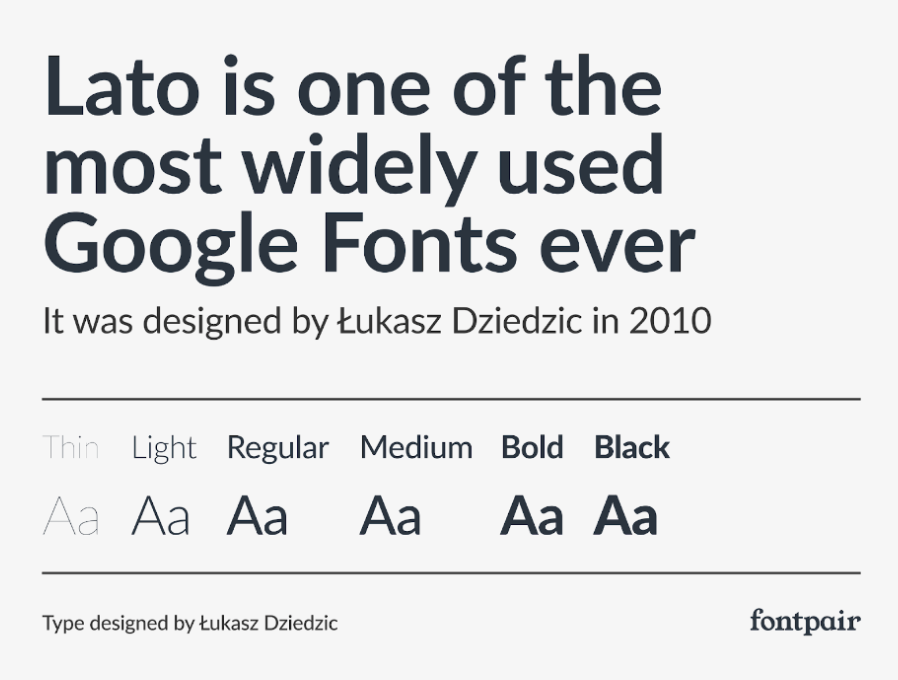 Lato is one of the
most widely used
Google Fonts ever
It was designed by Łukasz Dziedzic in 2010
Thin Light Regular Medium Bold Black
Aa Aa Aa Aa Aa Aa
Type designed by Łukasz Dziedzic
fontpair